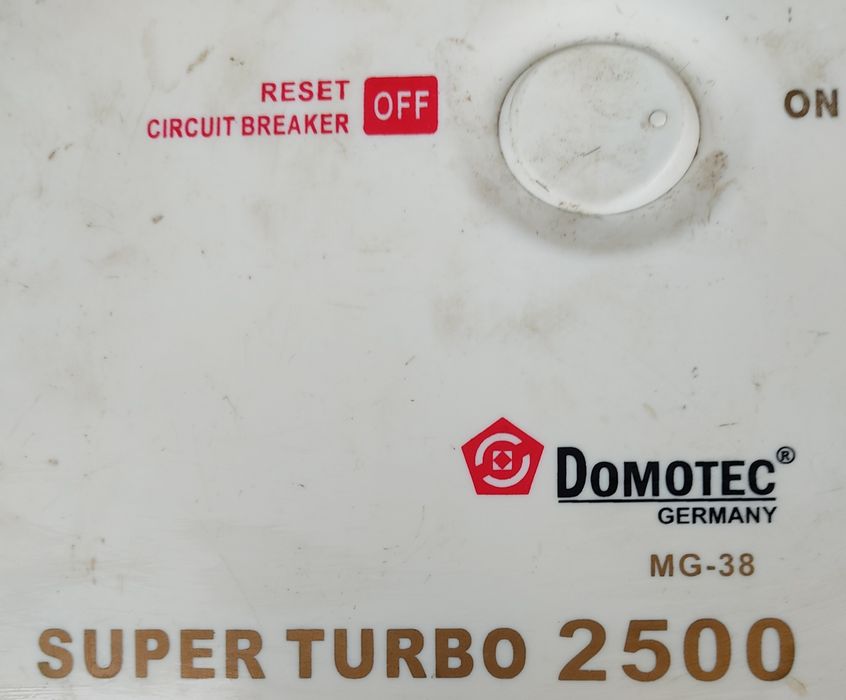 RESET
CIRCUIT BREAKER
OFF
ON
DOMOTEC®
GERMANY
MG-38
SUPER TURBO 2500